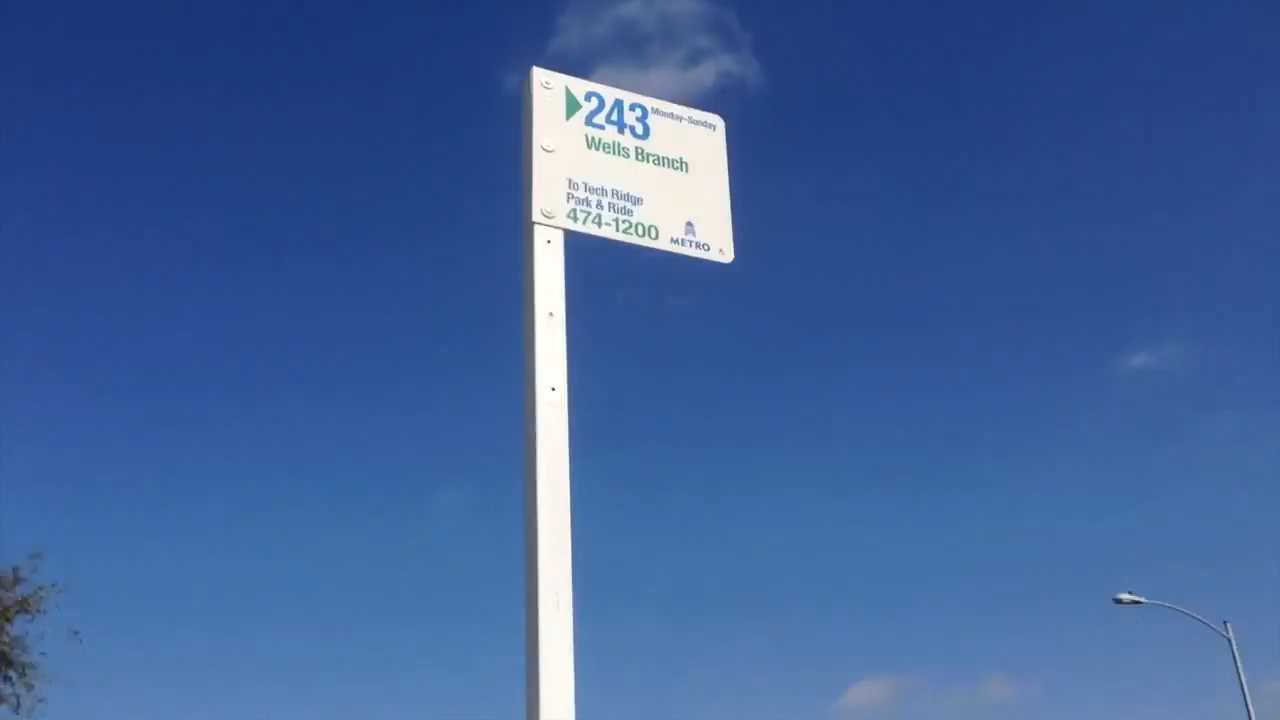 243 Monday-Sunday
Wells Branch
To Tech Ridge
Park & Ride
474-1200
METRO